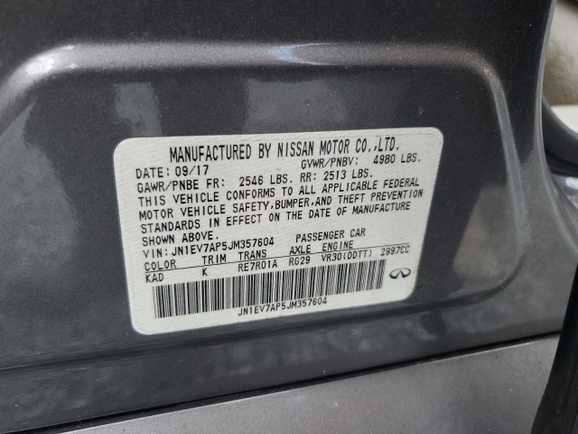 MANUFACTURED BY NISSAN MOTOR CO.,LTD.
DATE: 09/17 GVWR/PNBV: 4980 LBS.
GAWR/PNBE FR: 2546 LBS. RR: 2513 LBS.
THIS VEHICLE CONFORMS TO ALL APPLICABLE FEDERAL
MOTOR VEHICLE SAFETY,BUMPER,AND THEFT PREVENTION
STANDARDS IN EFFECT ON THE DATE OF MANUFACTURE
SHOWN ABOVE.
VIN: JN1EV7AP5JM357604 PASSENGER CAR
COLOR TRIM TRANS AXLE ENGINE
KAD K RE7R01A RG29 VR30(DDTT) 2997CC
JN1EV7AP5JM357604